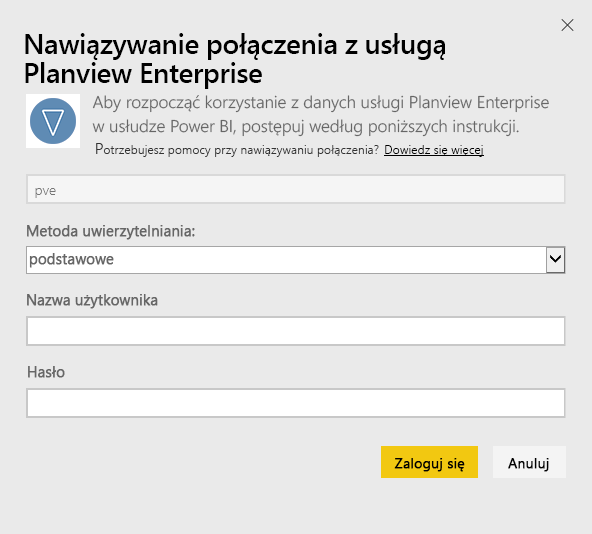 Nawiązywanie połączenia z usługą
Planview Enterprise
Aby rozpocząć korzystanie z danych usługi Planview Enterprise
w usłudze Power BI, postępuj według poniższych instrukcji.
Potrzebujesz pomocy przy nawiązywaniu połączenia? Dowiedz się więcej
pve
Metoda uwierzytelniania:
podstawowe
Nazwa użytkownika
Hasło
Zaloguj się Anuluj